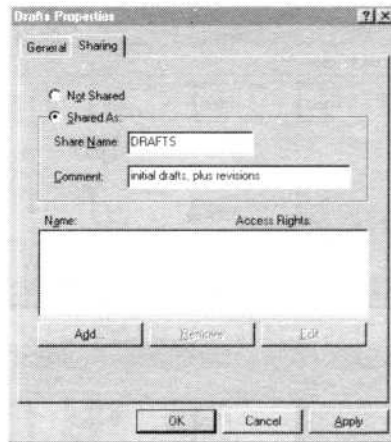 Drafts Properties
General Sharing
Not Shared
Shared As:
Share Name: DRAFTS
Comment: initial drafts, plus revisions
Name: Access Rights:
Add...
Remove
Edit...
OK Cancel Apply